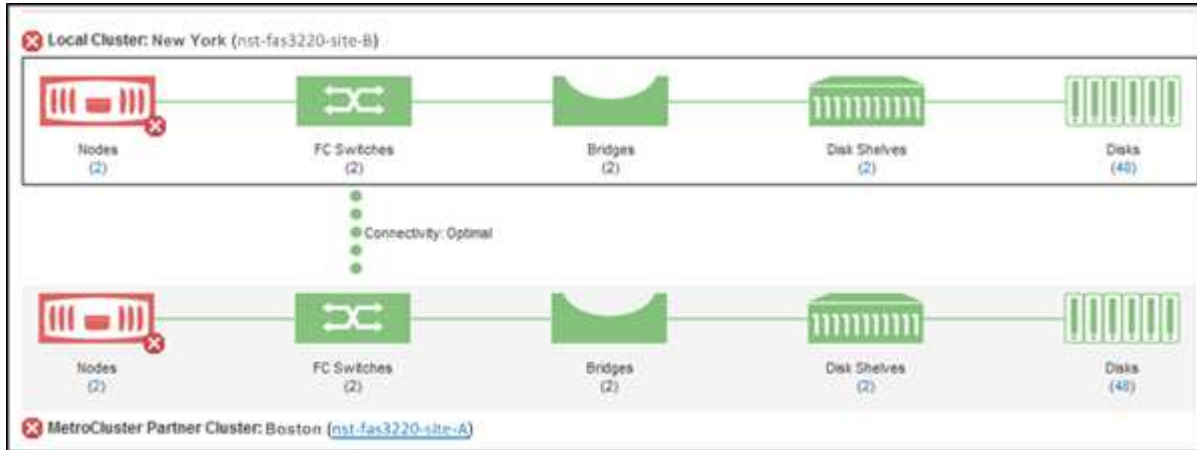 Local Cluster: New York (nst-fas3220-site-B)
Nodes FC Switches Bridges Disk Shelves Disks
(2) (2) (2) (2) (48)
Connectivity: Optimal
Nodes FC Switches Bridges Disk Shelves Disks
(2) (2) (2) (2) (48)
MetroCluster Partner Cluster: Boston (nst-fas3220-site-A)